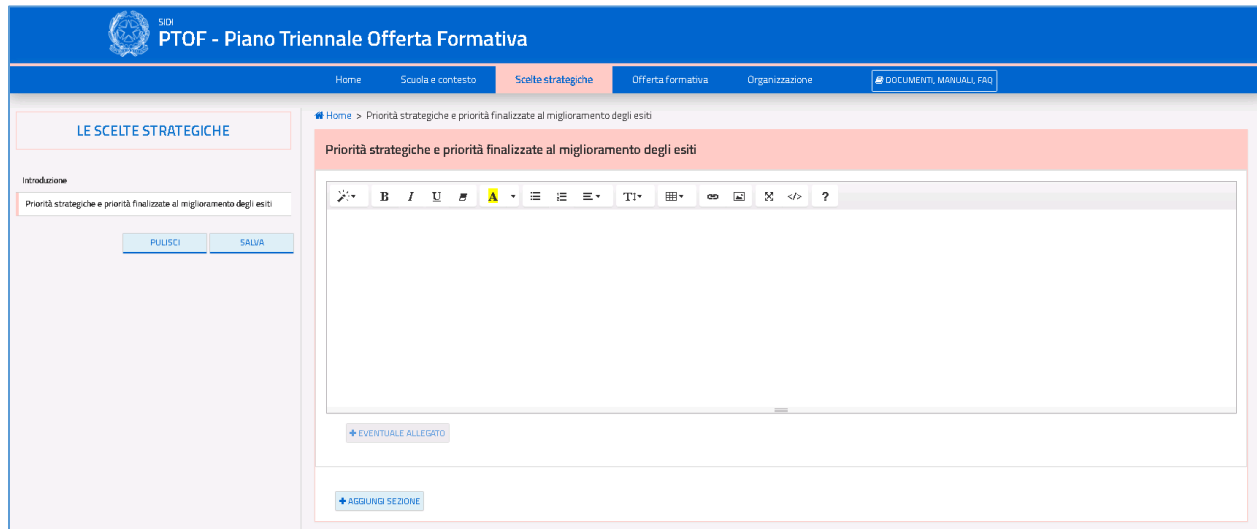 SIDI
PTOF - Piano Triennale Offerta Formativa
Home Scuola e contesto Scelte strategiche Offerta formativa Organizzazione DOCUMENTI, MANUALI, FAQ
LE SCELTE STRATEGICHE
Introduzione
Priorità strategiche e priorità finalizzate al miglioramento degli esiti
PULISCI SALVA
Home > Priorità strategiche e priorità finalizzate al miglioramento degli esiti
Priorità strategiche e priorità finalizzate al miglioramento degli esiti
B I U A T </> ?
+ EVENTUALE ALLEGATO
+ AGGIUNGI SEZIONE